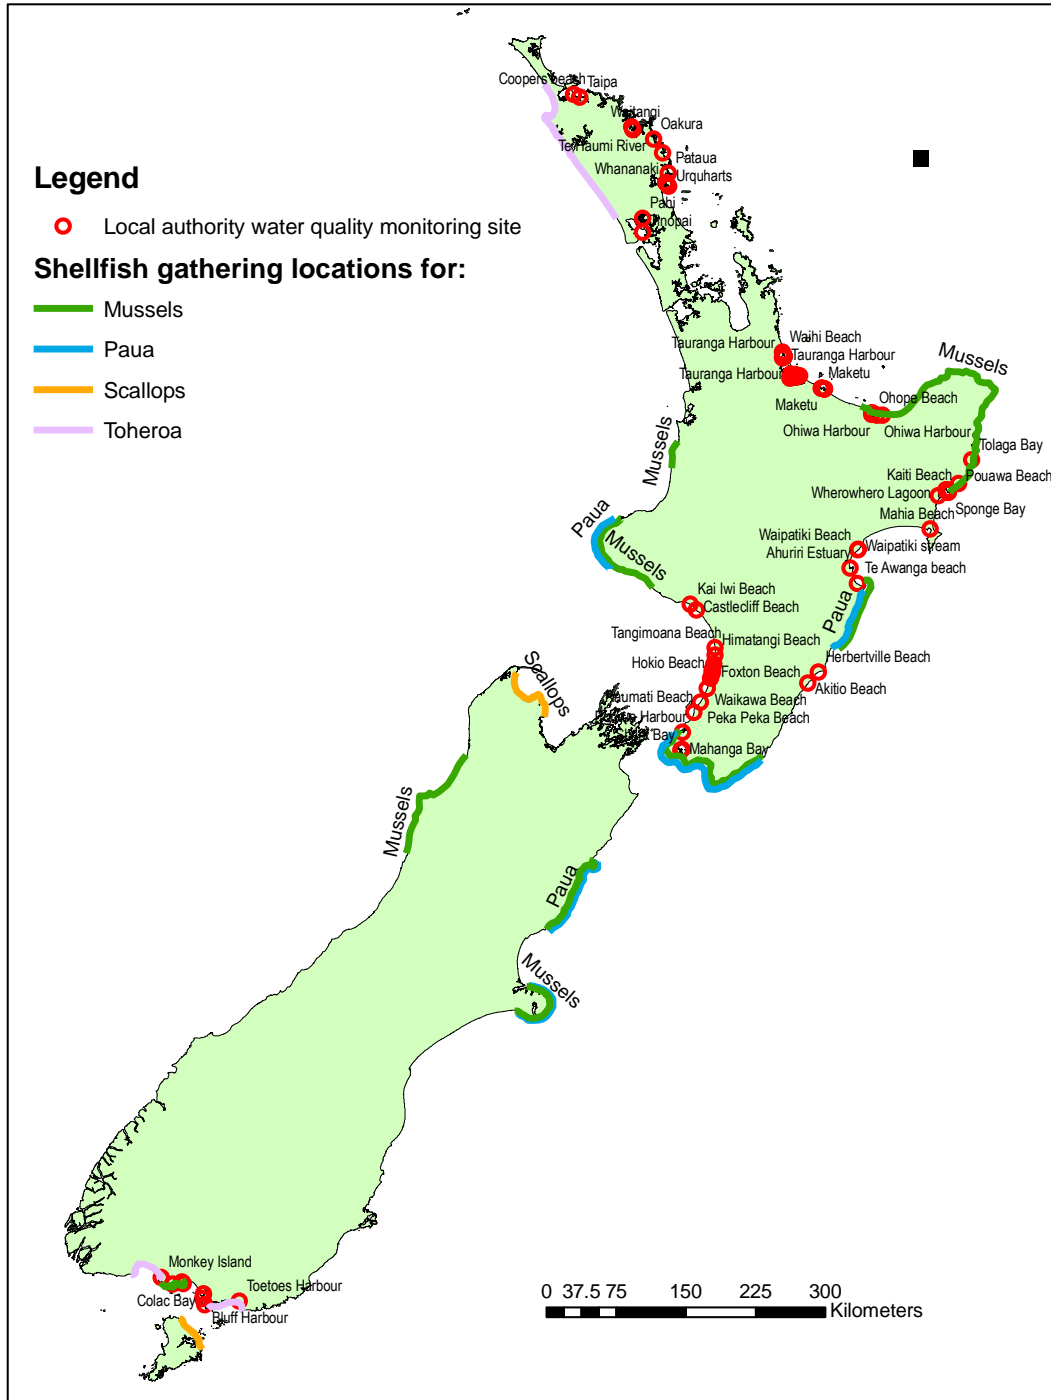 Coopers beach
Taipa
Waitangi
Oakura
Te Haumi River
Pataua
Whananaki
Urquharts
Pahi
Legend
Local authority water quality monitoring site
Shellfish gathering locations for:
Mussels
Paua
Scallops
Toheroa
Waihi Beach
Tauranga Harbour
Tauranga Harbour
Tauranga Harbour
Maketu
Maketu
Mussels
Ohope Beach
Ohiwa Harbour
Ohiwa Harbour
Mussels
Tolaga Bay
Kaiti Beach
Pouawa Beach
Wherowhero Lagoon
Sponge Bay
Mahia Beach
Paua
Mussels
Waipatiki Beach
Waipatiki stream
Ahuriri Estuary
Te Awanga beach
Kai Iwi Beach
Castlecliff Beach
Paua
Tangimoana Beach
Himatangi Beach
Hokio Beach
Foxton Beach
Herbertville Beach
Akitio Beach
Scallops
Waikawa Beach
Peka Peka Beach
Harbour
Bay
Mahanga Bay
Mussels
Paua
Mussels
Monkey Island
Colac Bay
Toetoes Harbour
Bluff Harbour
0 37.5 75 150 225 300
Kilometers